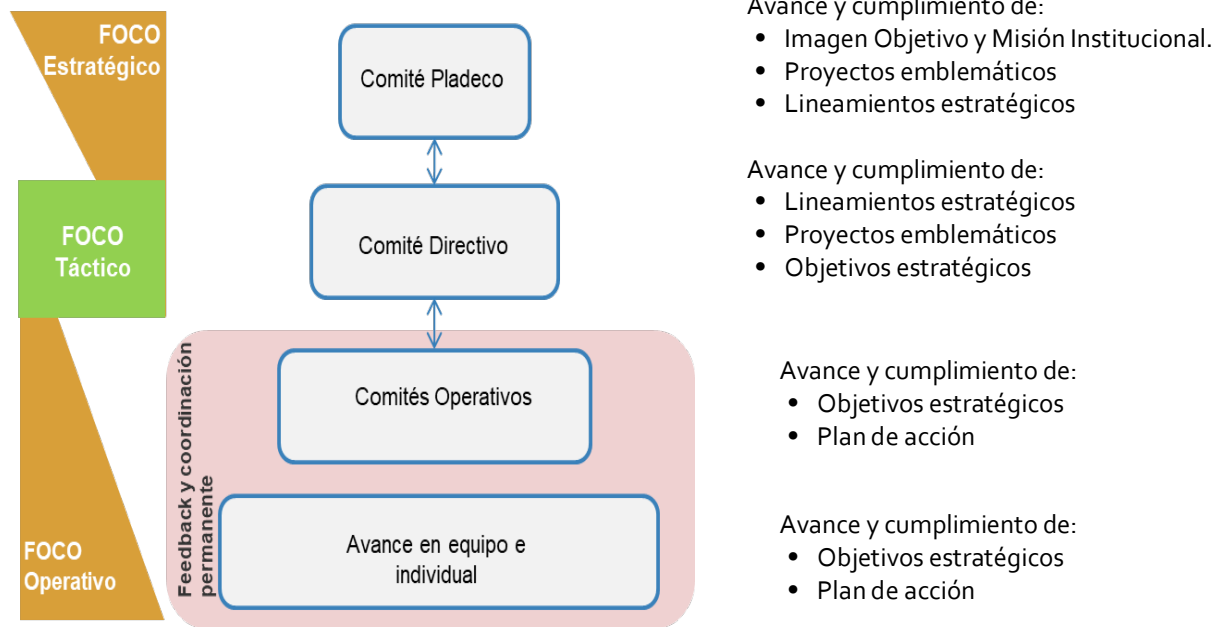 FOCO
Estratégico
Comité Pladeco
Avance y cumplimiento de:
• Imagen Objetivo y Misión Institucional.
• Proyectos emblemáticos
• Lineamientos estratégicos
FOCO
Táctico
Comité Directivo
Avance y cumplimiento de:
• Lineamientos estratégicos
• Proyectos emblemáticos
• Objetivos estratégicos
Feedback y coordinación
permanente
Comités Operativos
Avance y cumplimiento de:
• Objetivos estratégicos
• Plan de acción
FOCO
Operativo
Avance en equipo e
individual
Avance y cumplimiento de:
• Objetivos estratégicos
• Plan de acción